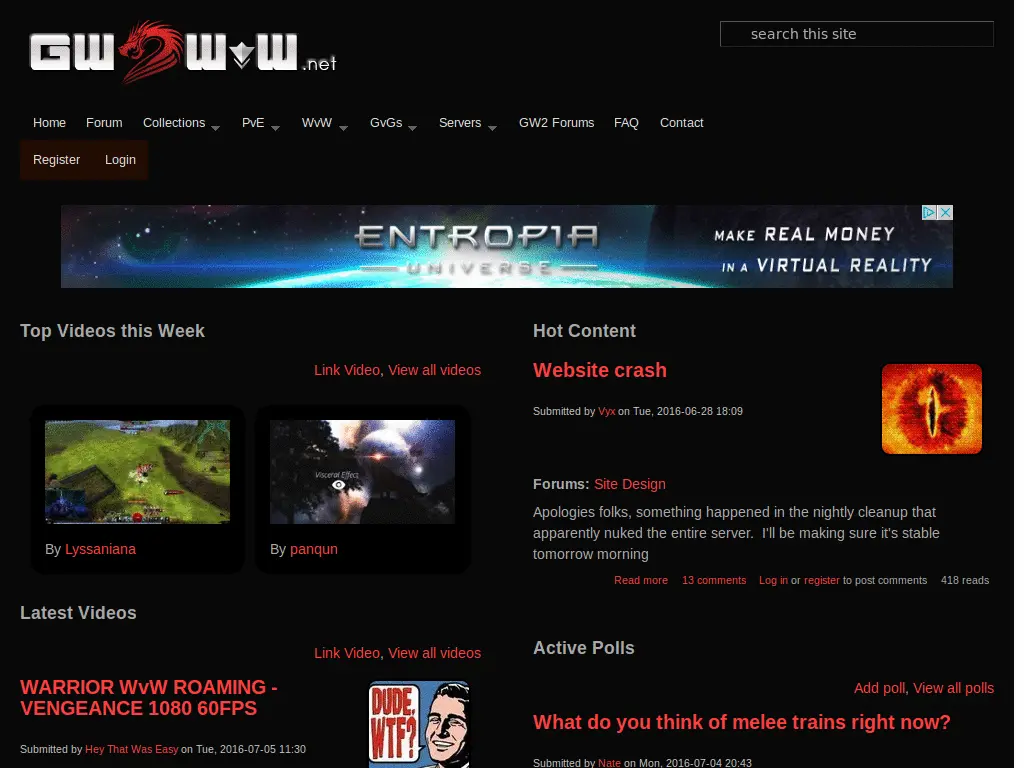 GW2WvW.net
search this site
Home Forum Collections PvE WvW GvGs Servers GW2 Forums FAQ Contact
Register Login
ENTROPIA
UNIVERSE
MAKE REAL MONEY
IN A VIRTUAL REALITY
Top Videos this Week
Link Video, View all videos
Visceral Effect
By Lyssaniana
By panqun
Latest Videos
Link Video, View all videos
WARRIOR WvW ROAMING -
VENGEANCE 1080 60FPS
Submitted by Hey That Was Easy on Tue, 2016-07-05 11:30
DUDE,
WTF?
Hot Content
Website crash
Submitted by Vyx on Tue, 2016-06-28 18:09
Forums: Site Design
Apologies folks, something happened in the nightly cleanup that
apparently nuked the entire server.  I'll be making sure it's stable
tomorrow morning
Read more 13 comments Log in or register to post comments 418 reads
Active Polls
Add poll, View all polls
What do you think of melee trains right now?
Submitted by Nate on Mon, 2016-07-04 20:43